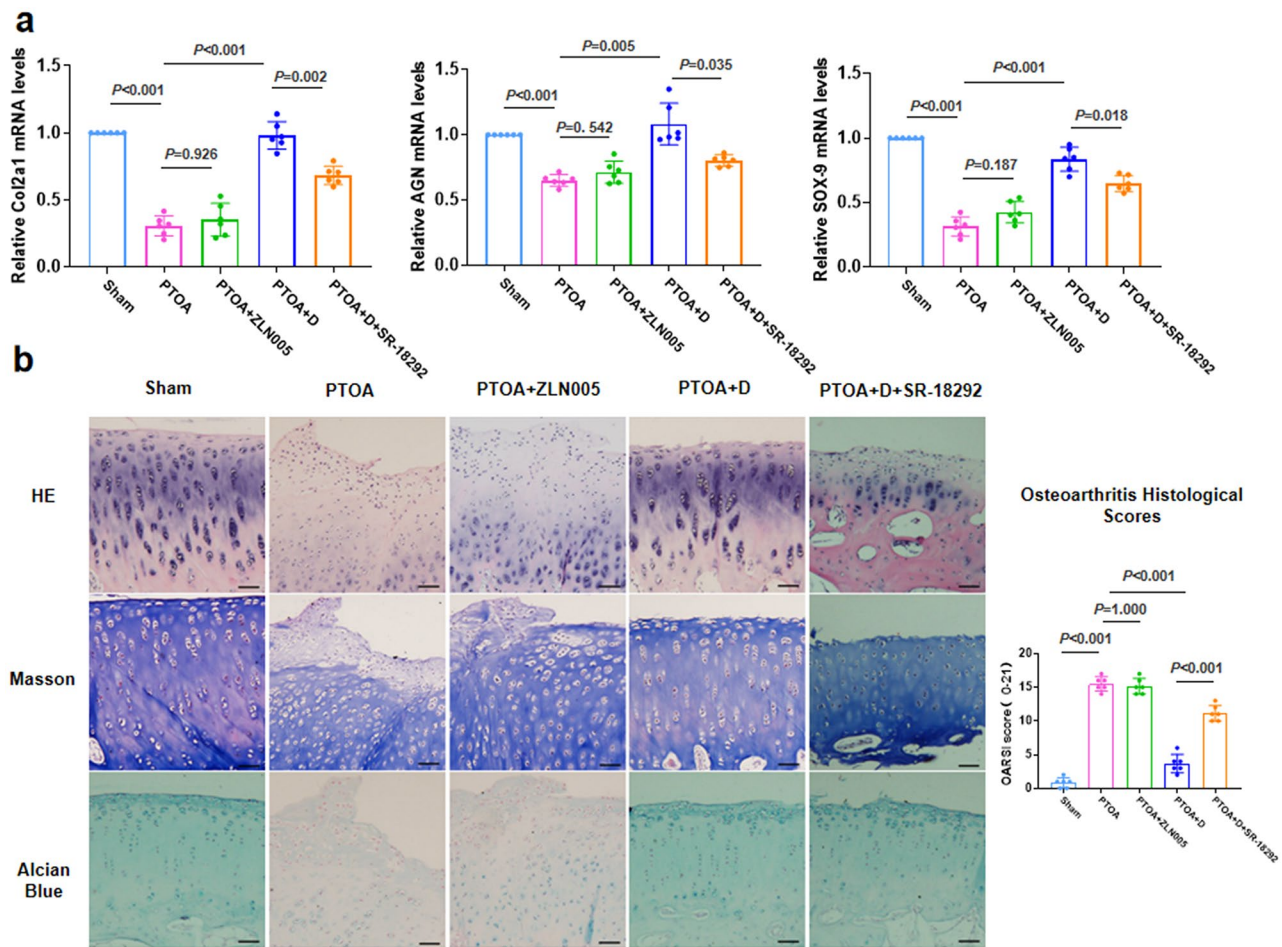 a
Relative Col2a1 mRNA levels
1.5
1.0
0.5
0.0
P<0.001
P<0.001
P=0.002
P=0.926
Sham
PTOA
PTOA+ZLN005
PTOA+D
PTOA+D+SR-18292
Relative AGN mRNA levels
1.5
1.0
0.5
0.0
P=0.005
P<0.001
P=0.035
P=0. 542
Sham
PTOA
PTOA+ZLN005
PTOA+D
PTOA+D+SR-18292
Relative SOX-9 mRNA levels
1.5
1.0
0.5
0.0
P<0.001
P<0.001
P=0.018
P=0.187
Sham
PTOA
PTOA+ZLN005
PTOA+D
PTOA+D+SR-18292
b
Sham
PTOA
PTOA+ZLN005
PTOA+D
PTOA+D+SR-18292
HE
Masson
Alcian
Blue
Osteoarthritis Histological
Scores
P<0.001
P=1.000
P<0.001
P<0.001
OARSI score( 0-21)
20
15
10
5
0
Sham
PTOA
PTOA+ZLN005
PTOA+D
PTOA+D+SR-18292